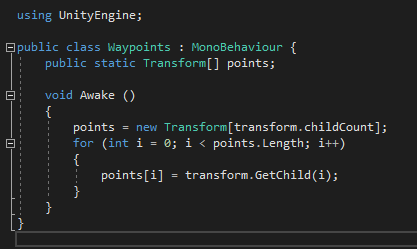 using UnityEngine;
public class Waypoints : MonoBehaviour {
public static Transform[] points;
void Awake ()
{
points = new Transform[transform.childCount];
for (int i = 0; i < points.Length; i++)
{
points[i] = transform.GetChild(i);
}
}
}